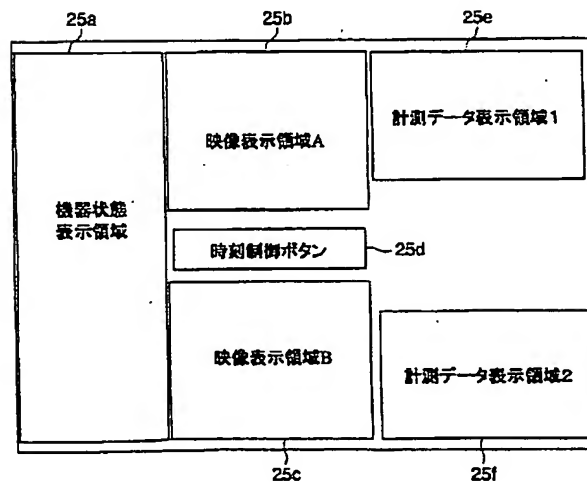 25a
25b
25e
機器状態
表示領域
映像表示領域A
計測データ表示領域1
時刻制御ボタン
25d
映像表示領域B
計測データ表示領域2
25c
25f